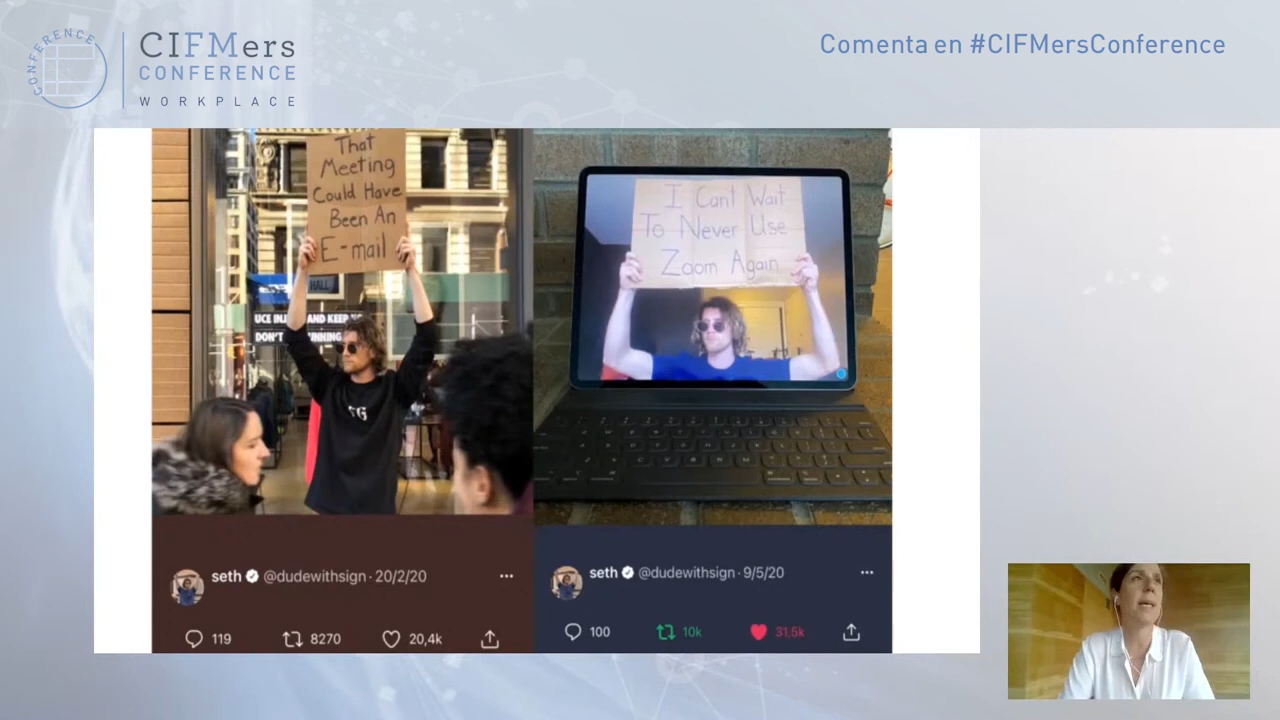 CONFERENCE
CIFMers
CONFERENCE
WORKPLACE
Comenta en #CIFMersConference
That
Meeting
Could Have
Been An
E-mail
HALL
I Cant Wait
To Never Use
Zoom Again
seth @dudewithsign · 20/2/20
119 8270 20,4k
seth @dudewithsign · 9/5/20
100 10k 31,5k